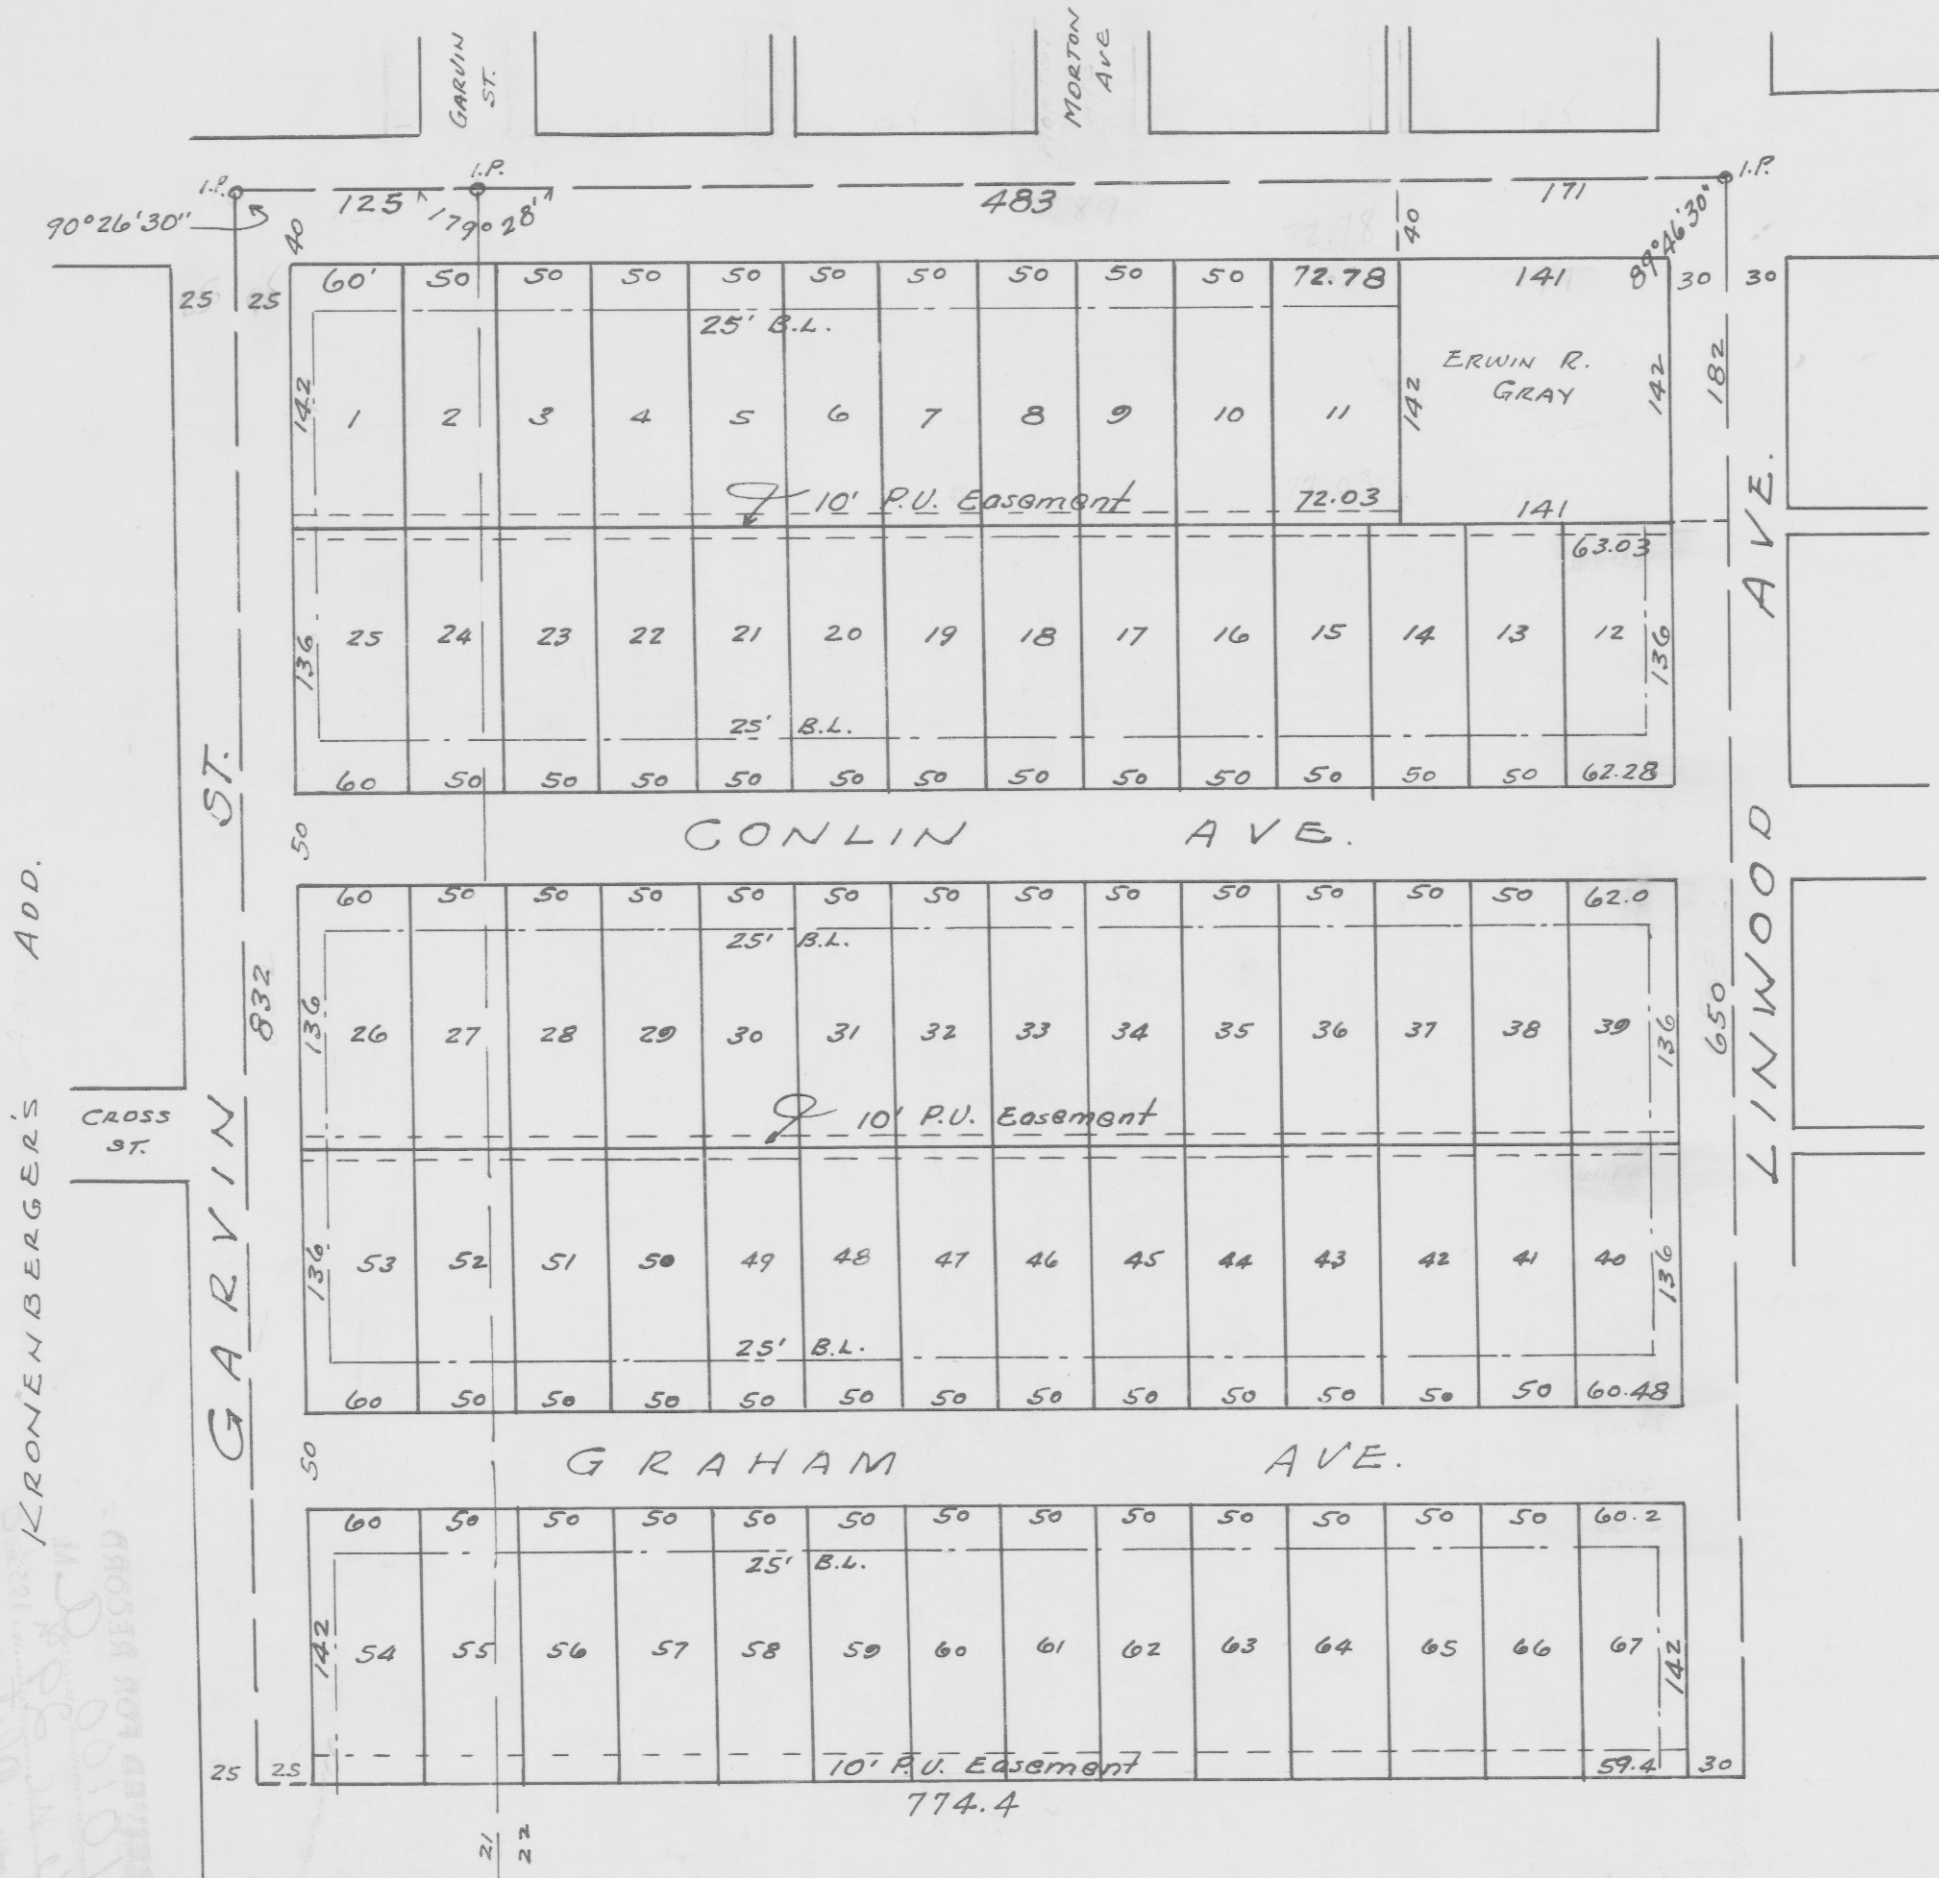 GARVIN
ST.
MORTON
AVE
I.P.
I.P.
I.P.
90°26'30"
125
179°28'
483
171
89°46'30"
40
40
25
25
60' 50 50 50 50 50 50 50 50 50 72.78 141
30
30
25' B.L.
ERWIN R.
GRAY
142
142
142
182
1 2 3 4 5 6 7 8 9 10 11
10' P.U. Easement
72.03
141
63.03
136
25 24 23 22 21 20 19 18 17 16 15 14 13 12
136
25' B.L.
60 50 50 50 50 50 50 50 50 50 50 50 50 62.28
50
CONLIN AVE.
60 50 50 50 50 50 50 50 50 50 50 50 50 62.0
25' B.L.
136
26 27 28 29 30 31 32 33 34 35 36 37 38 39
136
10' P.U. Easement
136
53 52 51 50 49 48 47 46 45 44 43 42 41 40
136
25' B.L.
60 50 50 50 50 50 50 50 50 50 50 50 50 60.48
50
GRAHAM AVE.
60 50 50 50 50 50 50 50 50 50 50 50 50 60.2
25' B.L.
142
54 55 56 57 58 59 60 61 62 63 64 65 66 67
142
10' P.U. Easement
59.4
25
25
30
774.4
21
22
GARVIN ST.
832
CROSS
ST.
KRONENBERGER'S ADD.
LINWOOD AVE.
650